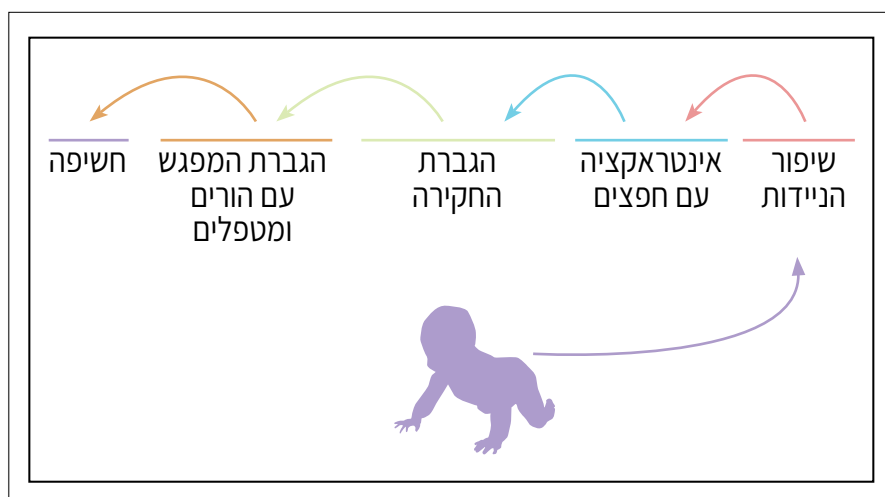 שיפור
הניידות
אינטראקציה
עם חפצים
הגברת
החקירה
הגברת המפגש
עם הורים
ומטפלים
חשיפה